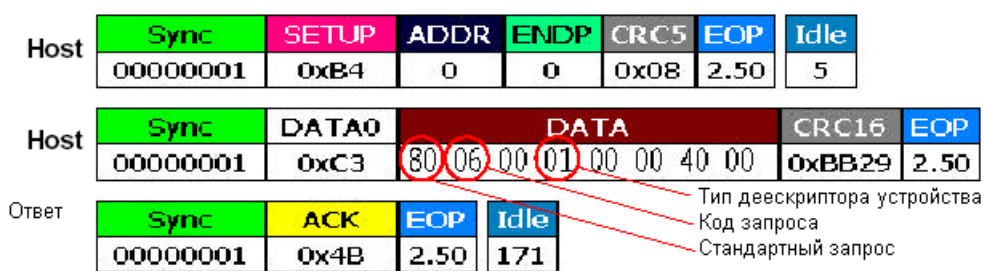 Host Sync SETUP ADDR ENDP CRC5 EOP Idle
00000001 0xB4 0 0 0x08 2.50 5
Host Sync DATA0 DATA CRC16 EOP
00000001 0xC3 80 06 00 01 00 00 40 00 0xBB29 2.50
Тип деескриптора устройства
Код запроса
Стандартный запрос
Ответ Sync ACK EOP Idle
00000001 0x4B 2.50 171